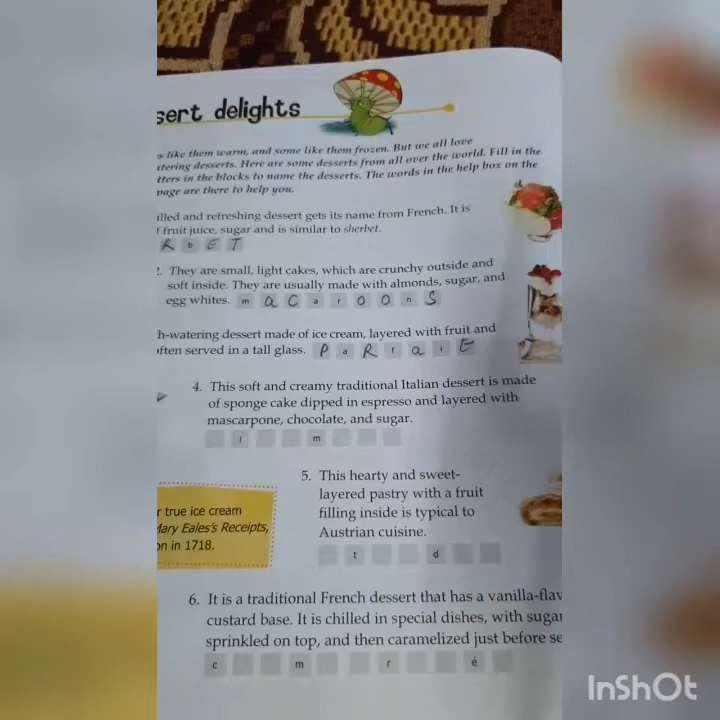 sert delights
s like them warm, and some like them frozen. But we all love
tering desserts. Here are some desserts from all over the world. Fill in the
tters in the blocks to name the desserts. The words in the help box on the
page are there to help you.
illed and refreshing dessert gets its name from French. It is
f fruit juice, sugar and is similar to sherbet.
R b E T
2. They are small, light cakes, which are crunchy outside and
soft inside. They are usually made with almonds, sugar, and
egg whites. m a C a r O O n S
h-watering dessert made of ice cream, layered with fruit and
often served in a tall glass. P a R f a i E
4. This soft and creamy traditional Italian dessert is made
of sponge cake dipped in espresso and layered with
mascarpone, chocolate, and sugar.
i m
5. This hearty and sweet-
layered pastry with a fruit
filling inside is typical to
Austrian cuisine.
t d
r true ice cream
Mary Eales's Receipts,
on in 1718.
6. It is a traditional French dessert that has a vanilla-flav
custard base. It is chilled in special dishes, with sugar
sprinkled on top, and then caramelized just before se
c m r é
InShOt